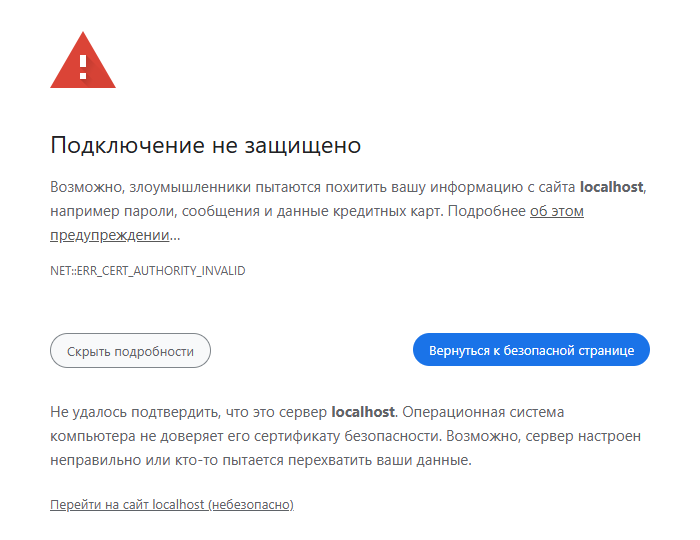 Подключение не защищено
Возможно, злоумышленники пытаются похитить вашу информацию с сайта localhost,
например пароли, сообщения и данные кредитных карт. Подробнее об этом
предупреждении...
NET::ERR_CERT_AUTHORITY_INVALID
Скрыть подробности
Вернуться к безопасной странице
Не удалось подтвердить, что это сервер localhost. Операционная система
компьютера не доверяет его сертификату безопасности. Возможно, сервер настроен
неправильно или кто-то пытается перехватить ваши данные.
Перейти на сайт localhost (небезопасно)